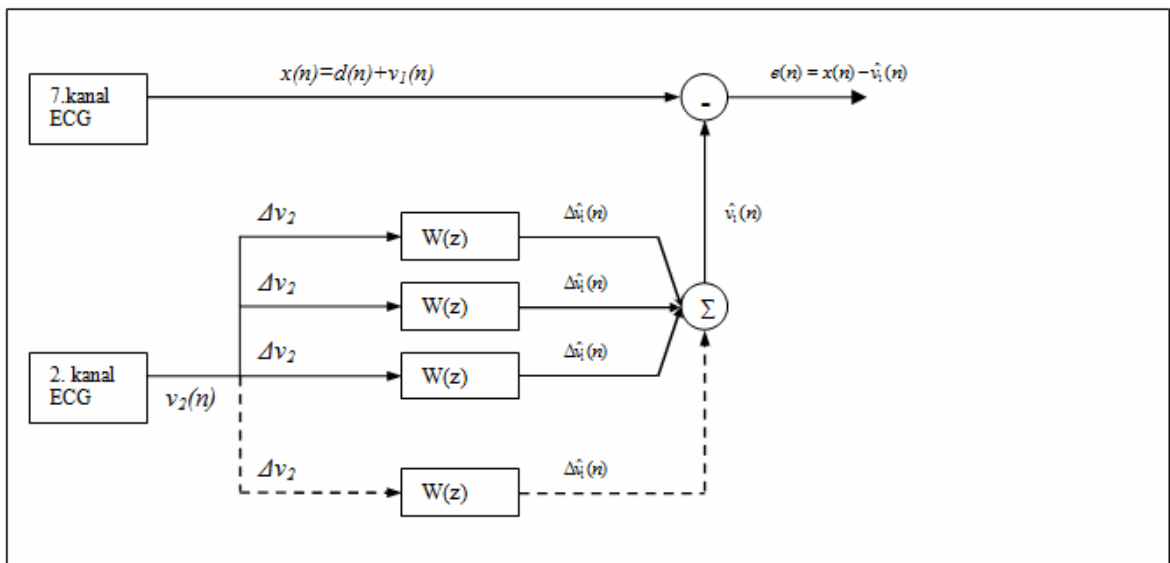 x(n)=d(n)+v₁(n)
e(n) = x(n) − v̂₁(n)
7.kanal
ECG
-
Δv₂
W(z)
Δv̂₁(n)
v̂₁(n)
Δv₂
W(z)
Δv̂₁(n)
Σ
Δv₂
W(z)
Δv̂₁(n)
2. kanal
ECG
v₂(n)
Δv₂
W(z)
Δv̂₁(n)